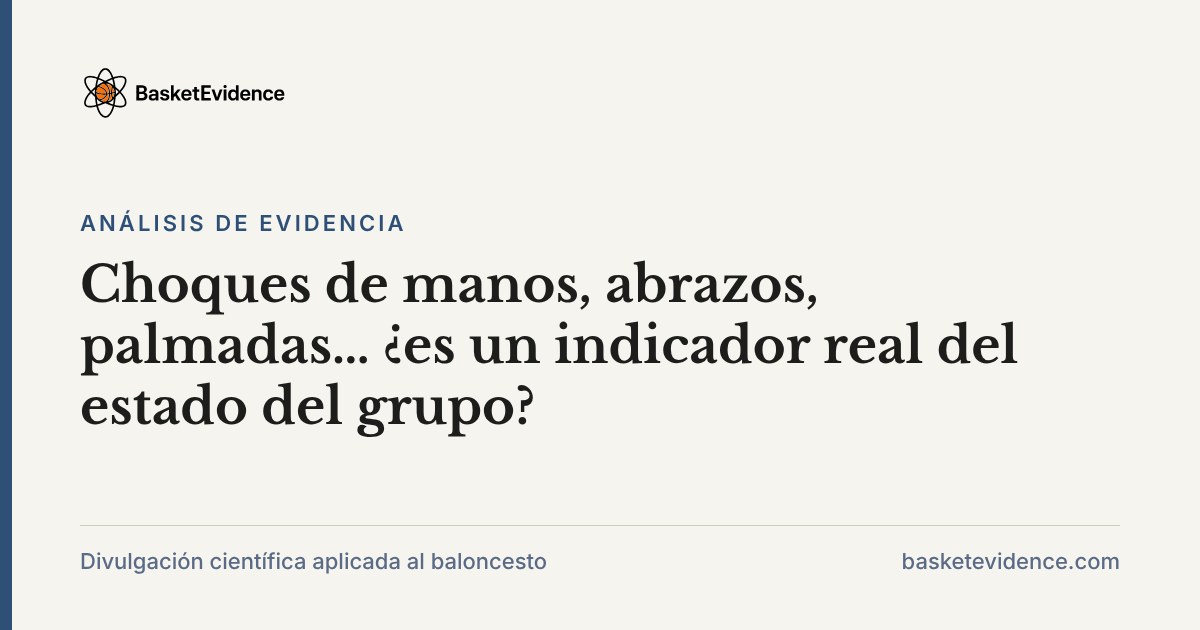 BasketEvidence
ANÁLISIS DE EVIDENCIA
Choques de manos, abrazos,
palmadas... ¿es un indicador real del
estado del grupo?
Divulgación científica aplicada al baloncesto
basketevidence.com